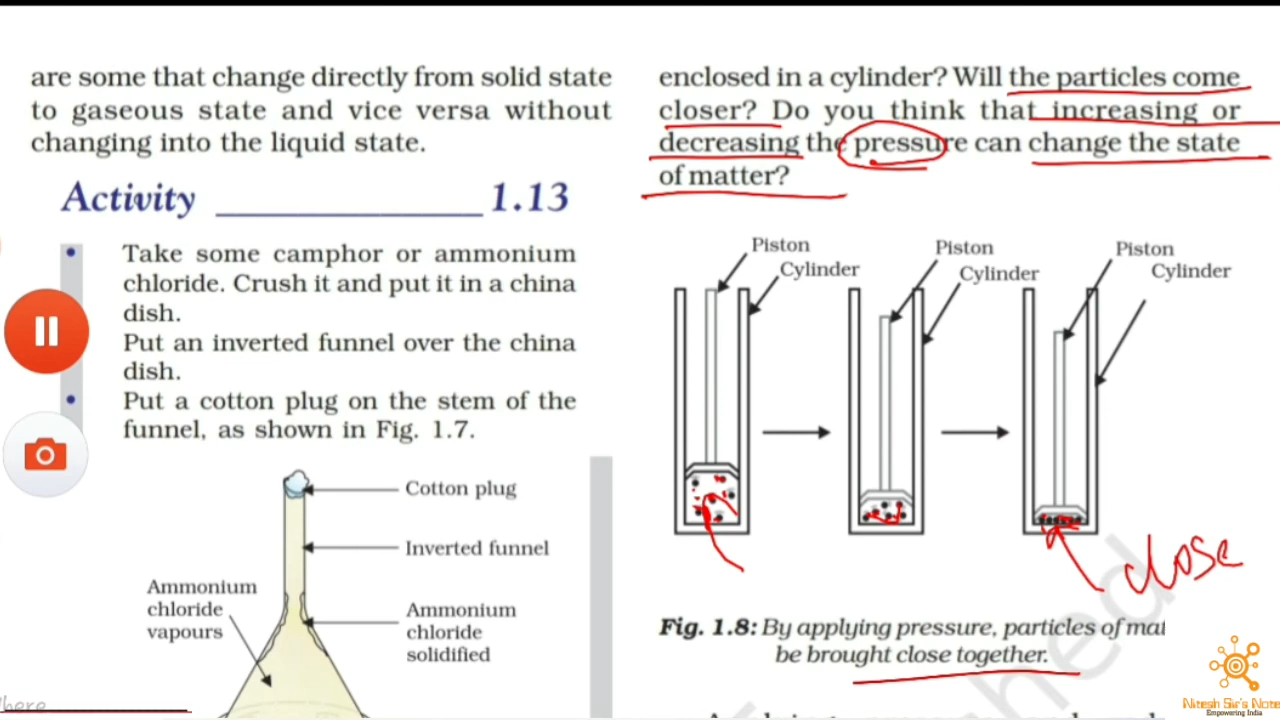 are some that change directly from solid state
to gaseous state and vice versa without
changing into the liquid state.
Activity 1.13
• Take some camphor or ammonium
chloride. Crush it and put it in a china
dish.
Put an inverted funnel over the china
dish.
• Put a cotton plug on the stem of the
funnel, as shown in Fig. 1.7.
Cotton plug
Inverted funnel
Ammonium
chloride
vapours
Ammonium
chloride
solidified
enclosed in a cylinder? Will the particles come
closer? Do you think that increasing or
decreasing the pressure can change the state
of matter?
Piston
Cylinder
Piston
Cylinder
Piston
Cylinder
close
Fig. 1.8: By applying pressure, particles of mat
be brought close together.
Nitesh Sir's Note
Empowering India